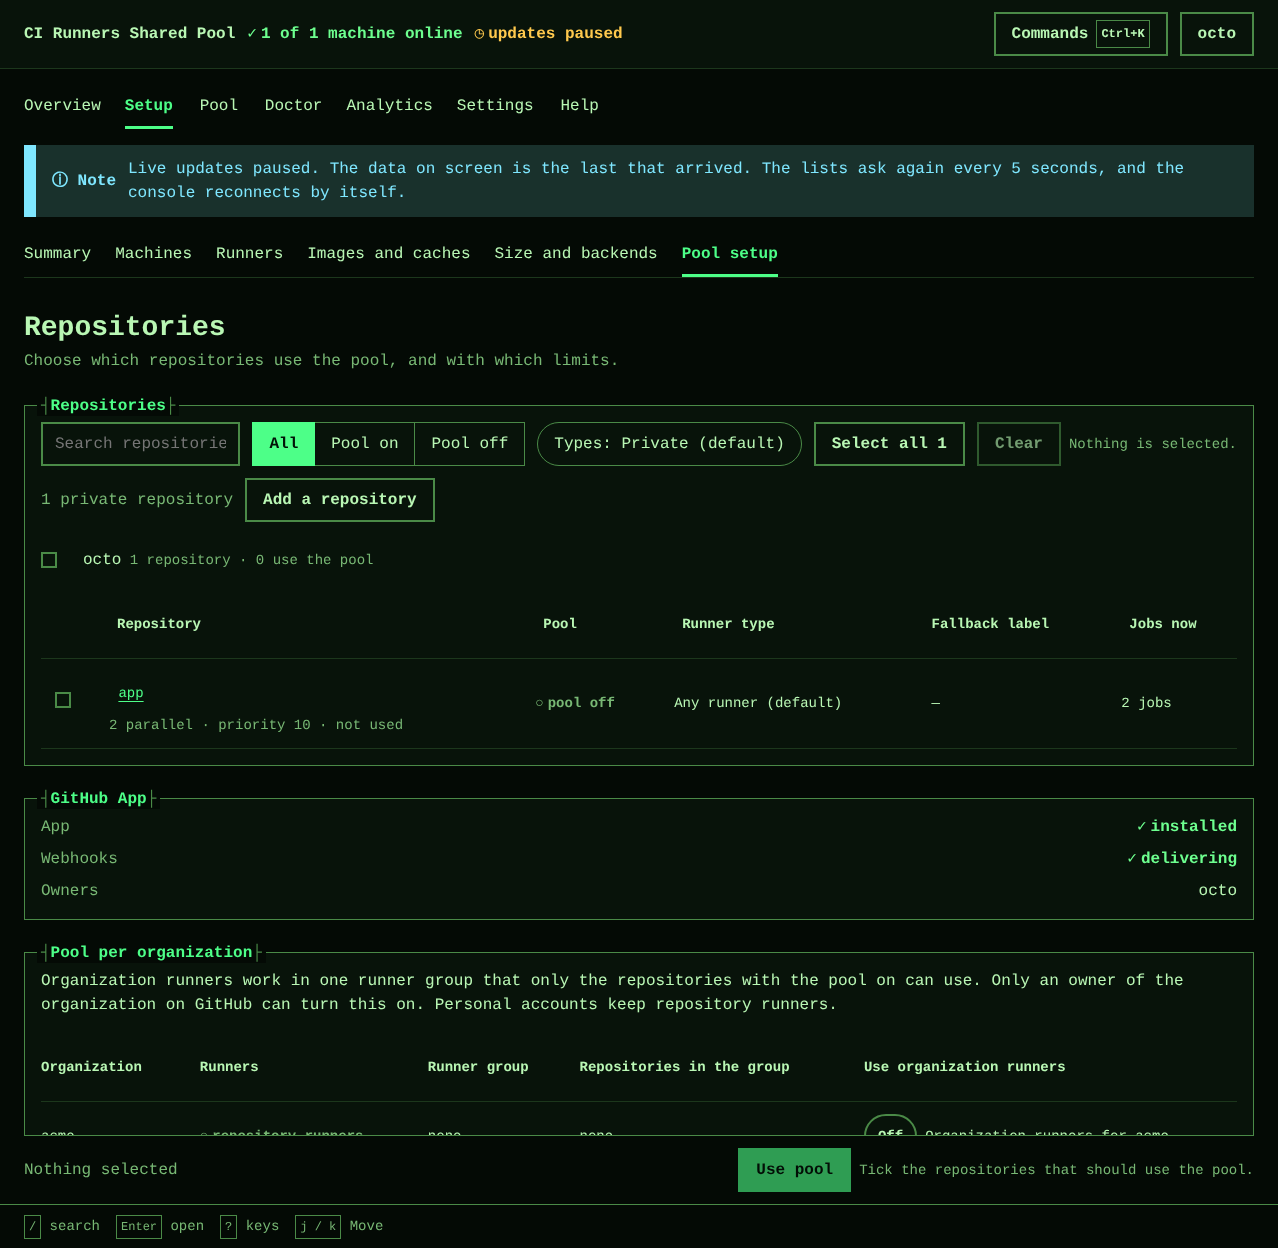 CI Runners Shared Pool ✓ 1 of 1 machine online ◷ updates paused Commands Ctrl+K octo
Overview Setup Pool Doctor Analytics Settings Help
ⓘ Note Live updates paused. The data on screen is the last that arrived. The lists ask again every 5 seconds, and the
console reconnects by itself.
Summary Machines Runners Images and caches Size and backends Pool setup
Repositories
Choose which repositories use the pool, and with which limits.
Repositories
Search repositorie All Pool on Pool off Types: Private (default) Select all 1 Clear Nothing is selected.
1 private repository Add a repository
octo 1 repository · 0 use the pool
Repository Pool Runner type Fallback label Jobs now
app
2 parallel · priority 10 · not used ○ pool off Any runner (default) — 2 jobs
GitHub App
App ✓ installed
Webhooks ✓ delivering
Owners octo
Pool per organization
Organization runners work in one runner group that only the repositories with the pool on can use. Only an owner of the
organization on GitHub can turn this on. Personal accounts keep repository runners.
Organization Runners Runner group Repositories in the group Use organization runners
acme ○ repository runners none none Off Organization runners for acme
Nothing selected Use pool Tick the repositories that should use the pool.
/ search Enter open ? keys j / k Move